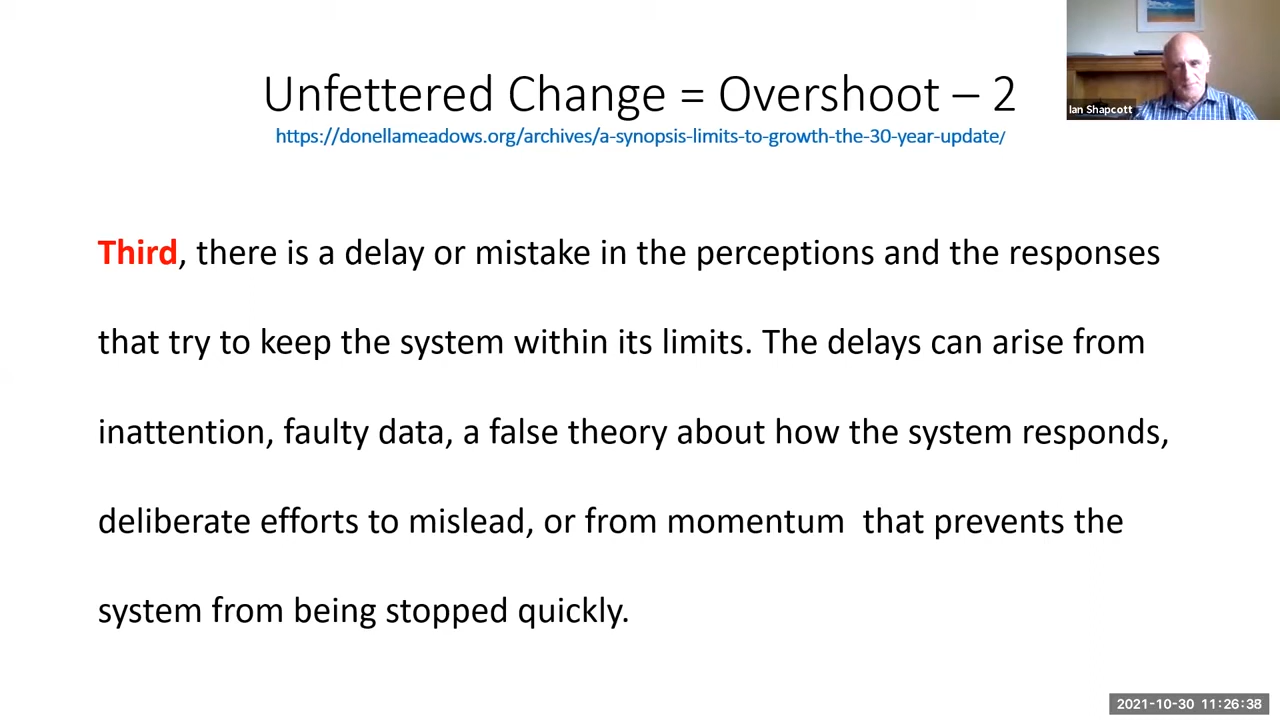 Unfettered Change = Overshoot – 2
https://donellameadows.org/archives/a-synopsis-limits-to-growth-the-30-year-update/
Ian Shapcott
Third, there is a delay or mistake in the perceptions and the responses
that try to keep the system within its limits. The delays can arise from
inattention, faulty data, a false theory about how the system responds,
deliberate efforts to mislead, or from momentum  that prevents the
system from being stopped quickly.
2021-10-30 11:26:38